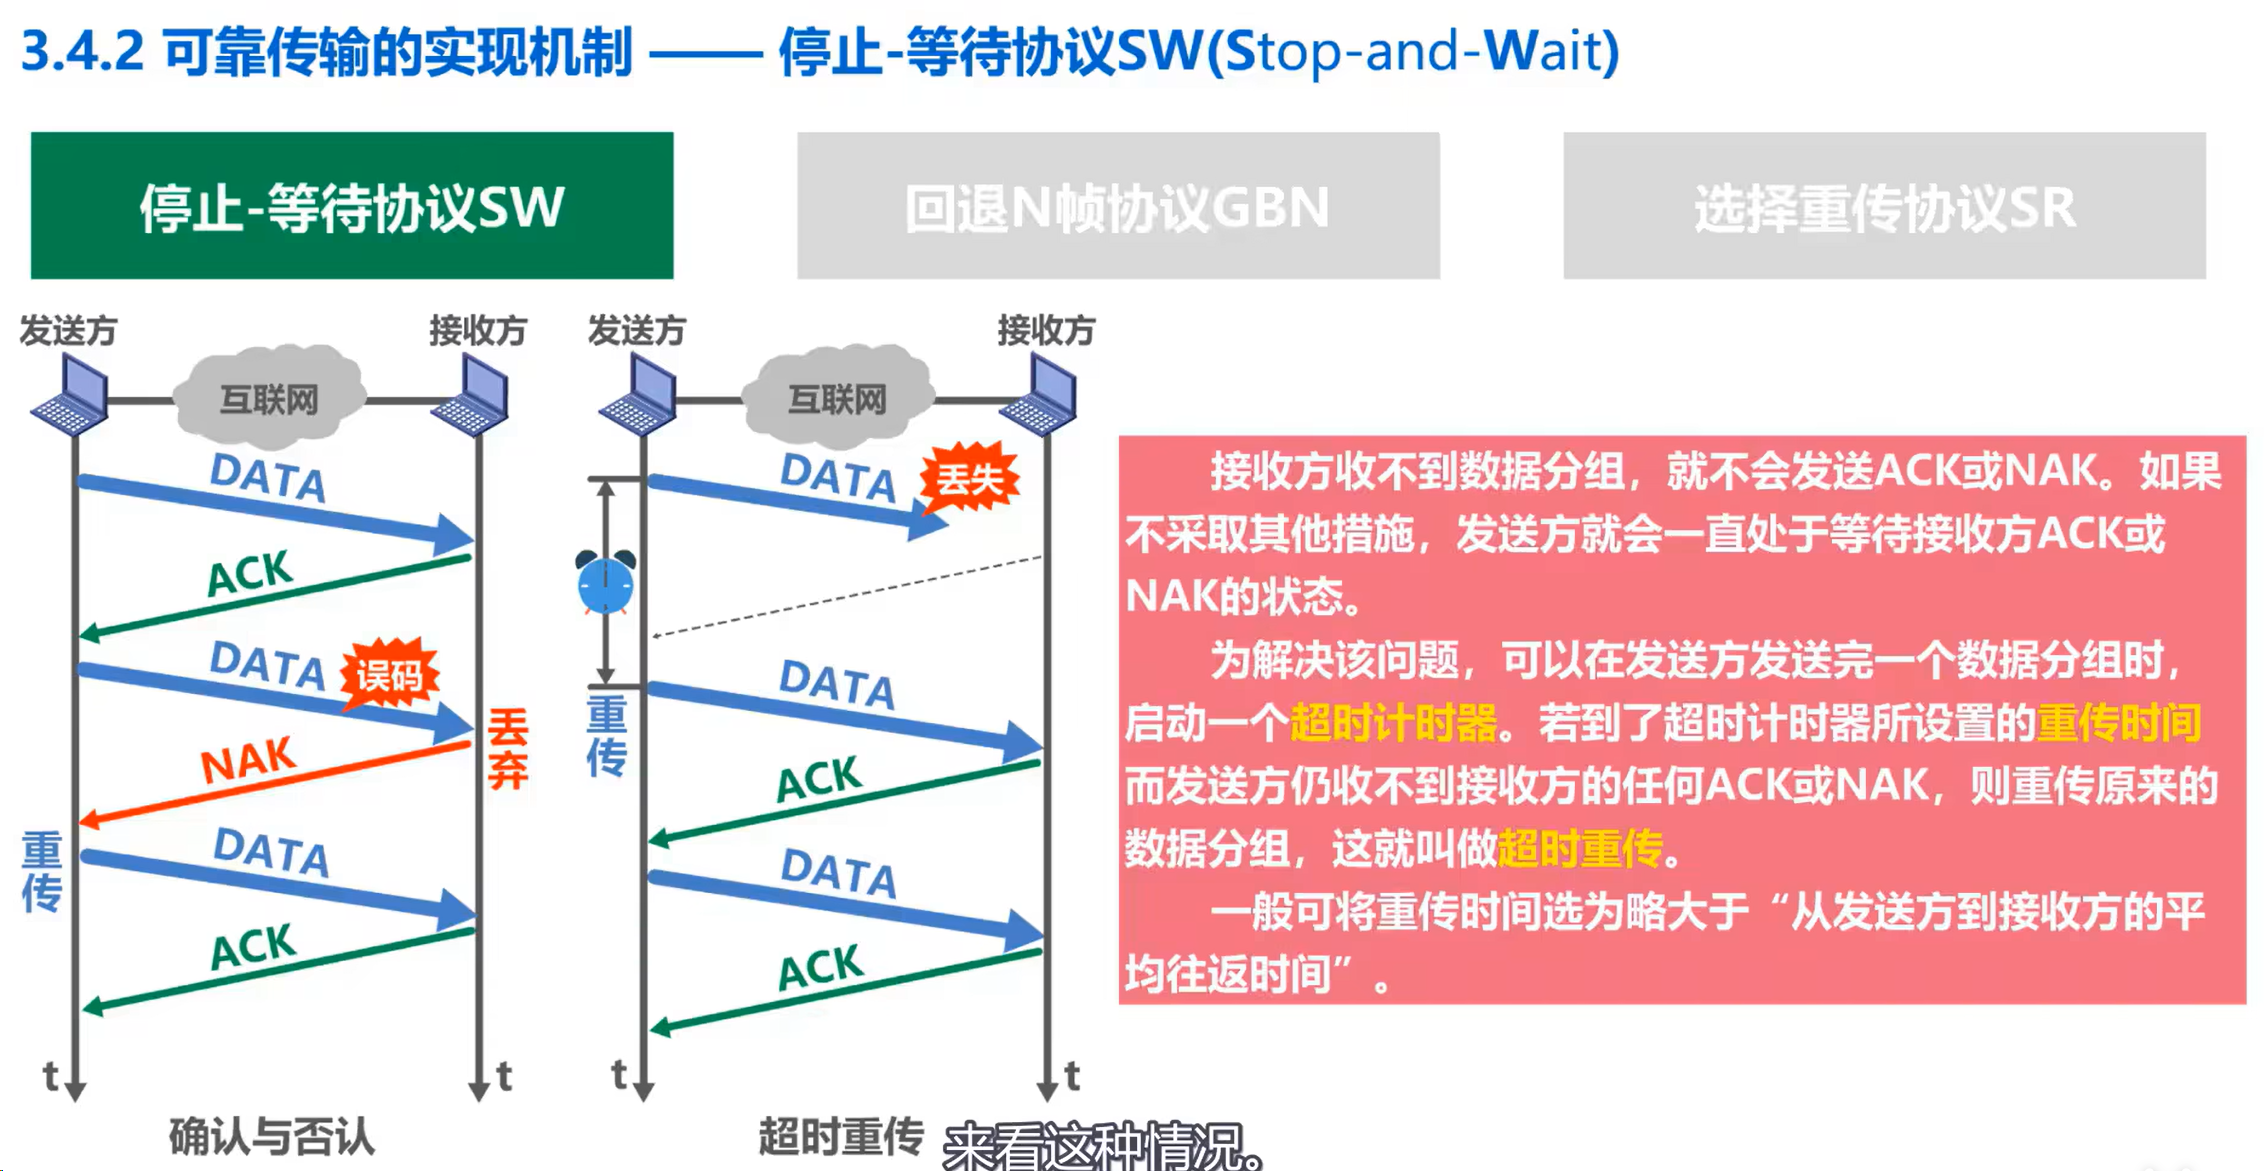 3.4.2 可靠传输的实现机制 —— 停止-等待协议SW(Stop-and-Wait)
停止-等待协议SW
回退N帧协议GBN
选择重传协议SR
发送方
接收方
互联网
DATA
ACK
DATA
误码
丢弃
NAK
重传
DATA
ACK
t
t
确认与否认
发送方
接收方
互联网
DATA
丢失
重传
DATA
ACK
DATA
ACK
t
t
超时重传
接收方收不到数据分组，就不会发送ACK或NAK。如果
不采取其他措施，发送方就会一直处于等待接收方ACK或
NAK的状态。
为解决该问题，可以在发送方发送完一个数据分组时，
启动一个超时计时器。若到了超时计时器所设置的重传时间
而发送方仍收不到接收方的任何ACK或NAK，则重传原来的
数据分组，这就叫做超时重传。
一般可将重传时间选为略大于“从发送方到接收方的平
均往返时间”。
来看这种情况。